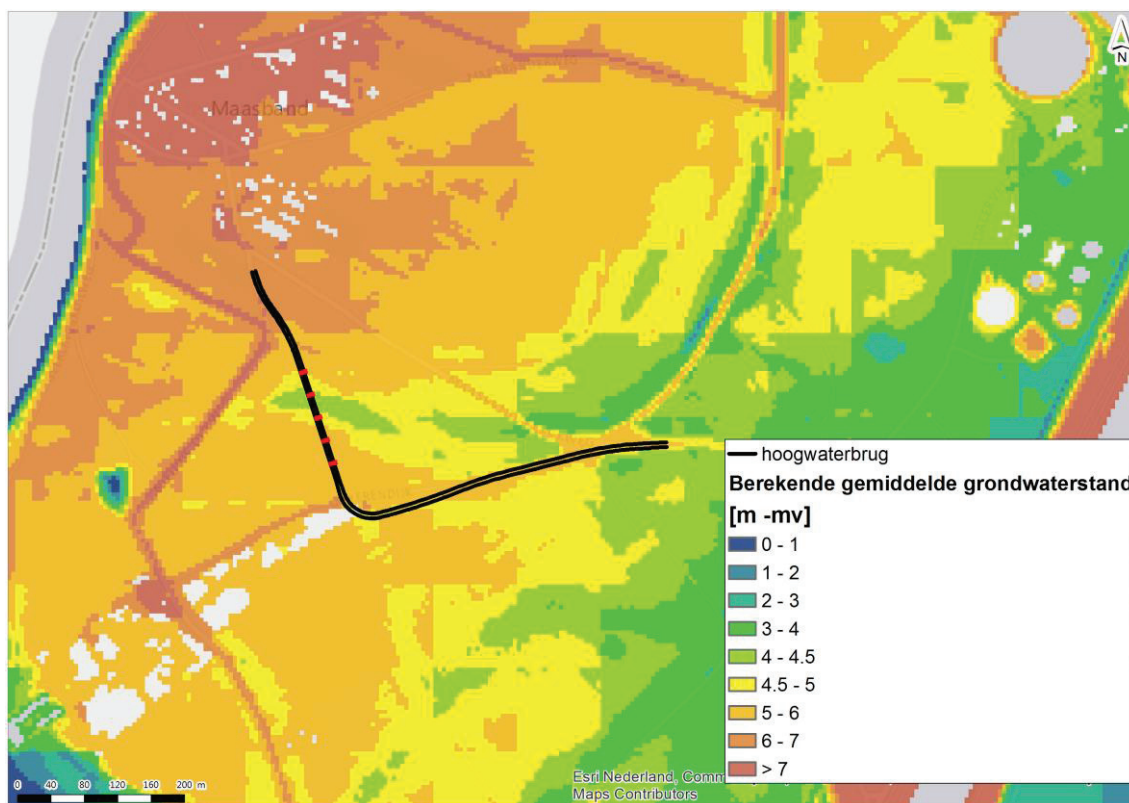 N
Maasband
hoogwaterbrug
Berekende gemiddelde grondwaterstand
[m -mv]
0 - 1
1 - 2
2 - 3
3 - 4
4 - 4.5
4.5 - 5
5 - 6
6 - 7
> 7
0 40 80 120 160 200 m
Esri Nederland, Comm
Maps Contributors